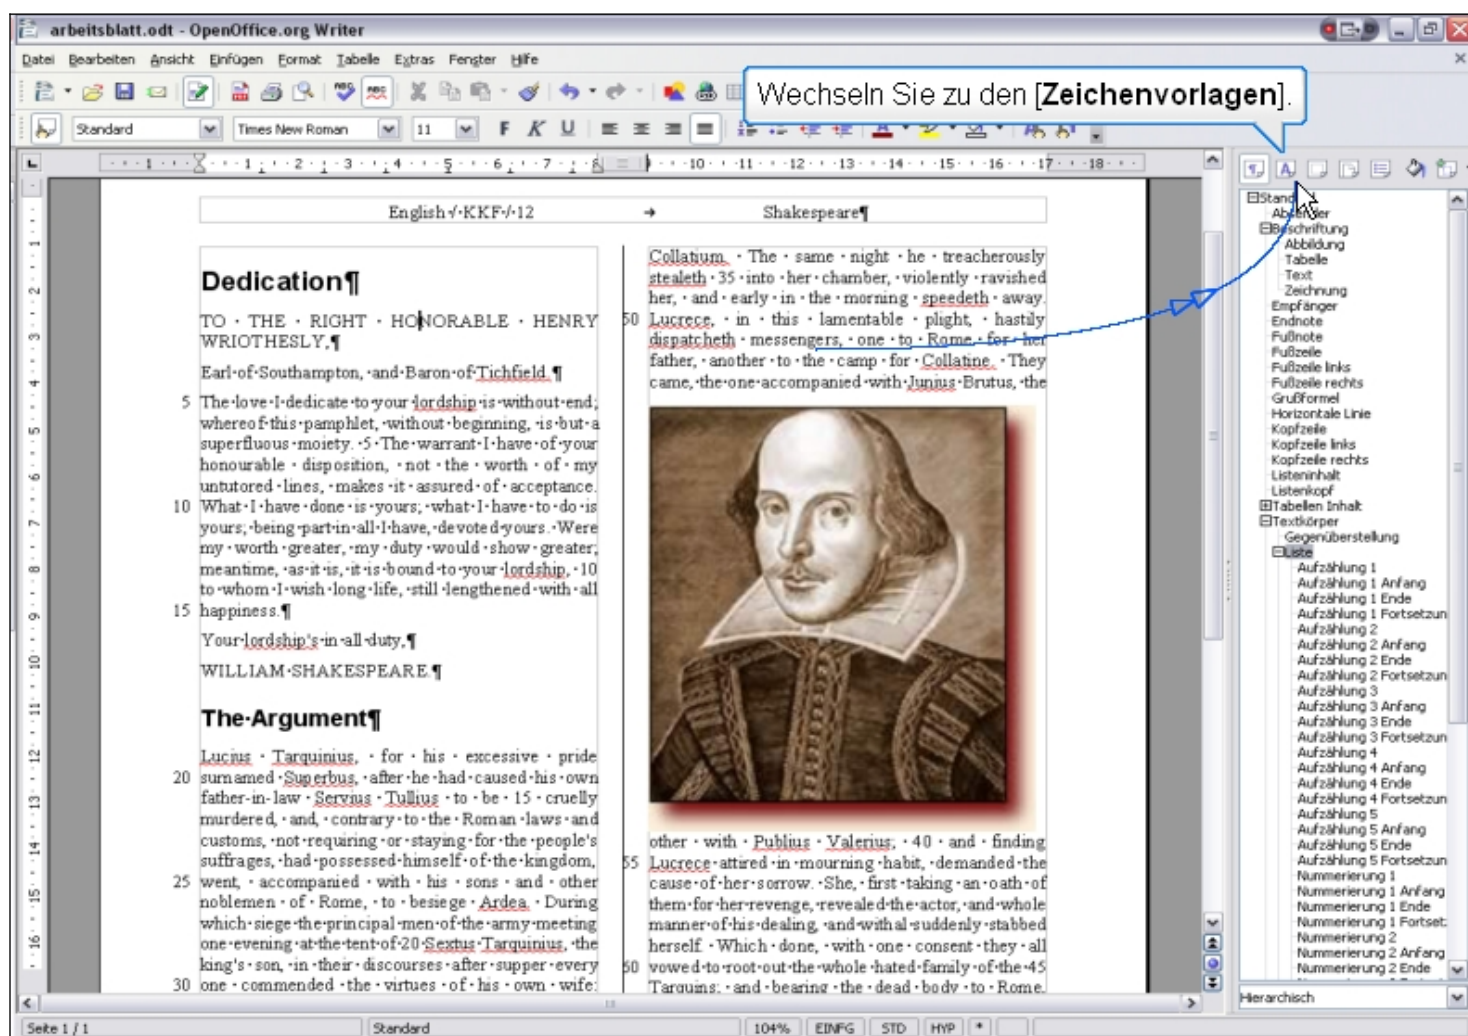 arbeitsblatt.odt - OpenOffice.org Writer
Datei Bearbeiten Ansicht Einfügen Format Tabelle Extras Fenster Hilfe
Wechseln Sie zu den [Zeichenvorlagen].
Standard Times New Roman 11 F K U
English·/·KKF·/·12 → Shakespeare¶
Dedication¶
TO · THE · RIGHT · HONORABLE · HENRY
WRIOTHESLY,¶
Earl·of·Southampton,·and·Baron·of·Tichfield.¶
5 The·love·I·dedicate·to·your·lordship·is·without·end;
whereof·this·pamphlet,·without·beginning,·is·but·a
superfluous·moiety.·5·The·warrant·I·have·of·your
honourable·disposition,·not·the·worth·of·my
untutored·lines,·makes·it·assured·of·acceptance.
10 What·I·have·done·is·yours;·what·I·have·to·do·is
yours;·being·part·in·all·I·have,·devoted·yours.·Were
my·worth·greater,·my·duty·would·show·greater;
meantime,·as·it·is,·it·is·bound·to·your·lordship,·10
to·whom·I·wish·long·life,·still·lengthened·with·all
15 happiness.¶
Your·lordship's·in·all·duty,¶
WILLIAM·SHAKESPEARE.¶
The·Argument¶
Lucius·Tarquinius,·for·his·excessive·pride
20 surnamed·Superbus,·after·he·had·caused·his·own
father-in-law·Servius·Tullius·to·be·15·cruelly
murdered,·and,·contrary·to·the·Roman·laws·and
customs,·not·requiring·or·staying·for·the·people's
suffrages,·had·possessed·himself·of·the·kingdom,
25 went,·accompanied·with·his·sons·and·other
noblemen·of·Rome,·to·besiege·Ardea.·During
which·siege·the·principal·men·of·the·army·meeting
one·evening·at·the·tent·of·20·Sextus·Tarquinius,·the
king's·son,·in·their·discourses·after·supper·every
30 one·commended·the·virtues·of·his·own·wife:
Collatium.·The·same·night·he·treacherously
stealeth·35·into·her·chamber,·violently·ravished
her,·and·early·in·the·morning·speedeth·away.
50 Lucrece,·in·this·lamentable·plight,·hastily
dispatcheth·messengers,·one·to·Rome·for·her
father,·another·to·the·camp·for·Collatine.·They
came,·the·one·accompanied·with·Junius·Brutus,·the
other·with·Publius·Valerius;·40·and·finding
55 Lucrece·attired·in·mourning·habit,·demanded·the
cause·of·her·sorrow.·She,·first·taking·an·oath·of
them·for·her·revenge,·revealed·the·actor,·and·whole
manner·of·his·dealing,·and·withal·suddenly·stabbed
herself.·Which·done,·with·one·consent·they·all
60 vowed·to·root·out·the·whole·hated·family·of·the·45
Tarquins;·and·bearing·the·dead·body·to·Rome,
Absender
Beschriftung
Abbildung
Tabelle
Text
Zeichnung
Empfänger
Endnote
Fußnote
Fußzeile
Fußzeile links
Fußzeile rechts
Grußformel
Horizontale Linie
Kopfzeile
Kopfzeile links
Kopfzeile rechts
Listeninhalt
Listenkopf
Tabellen Inhalt
Textkörper
Gegenüberstellung
Liste
Aufzählung 1
Aufzählung 1 Anfang
Aufzählung 1 Ende
Aufzählung 1 Fortsetzun
Aufzählung 2
Aufzählung 2 Anfang
Aufzählung 2 Ende
Aufzählung 2 Fortsetzun
Aufzählung 3
Aufzählung 3 Anfang
Aufzählung 3 Ende
Aufzählung 3 Fortsetzun
Aufzählung 4
Aufzählung 4 Anfang
Aufzählung 4 Ende
Aufzählung 4 Fortsetzun
Aufzählung 5
Aufzählung 5 Anfang
Aufzählung 5 Ende
Aufzählung 5 Fortsetzun
Nummerierung 1
Nummerierung 1 Anfang
Nummerierung 1 Ende
Nummerierung 1 Fortset:
Nummerierung 2
Nummerierung 2 Anfang
Nummerierung 2 Ende
Hierarchisch
Seite 1 / 1 Standard 104% EINFG STD HYP *